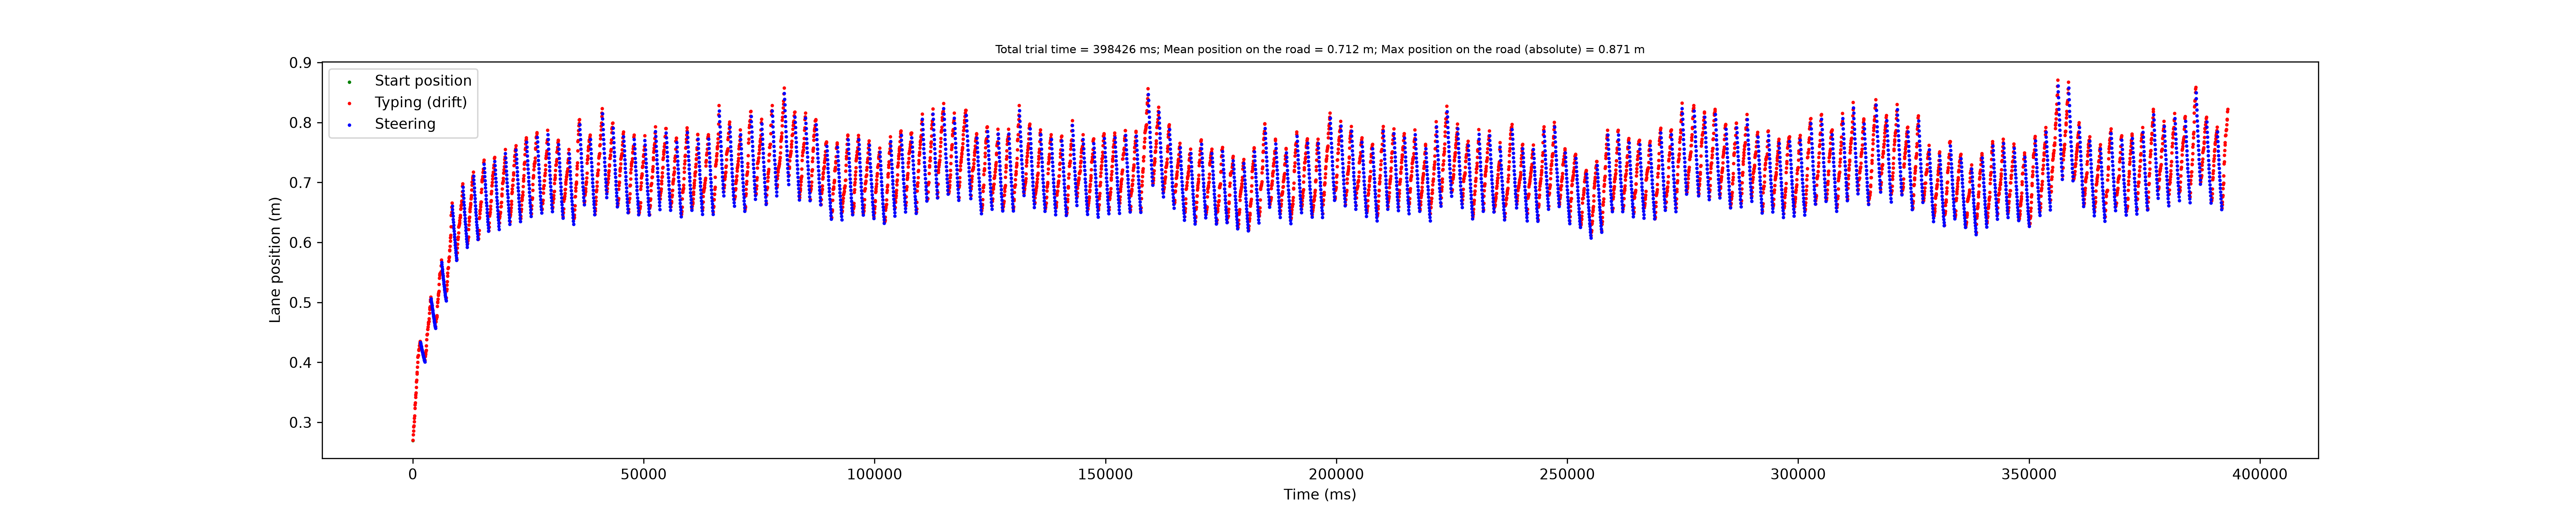 Total trial time = 398426 ms; Mean position on the road = 0.712 m; Max position on the road (absolute) = 0.871 m
Start position
Typing (drift)
Steering
Lane position (m)
0.9
0.8
0.7
0.6
0.5
0.4
0.3
0 50000 100000 150000 200000 250000 300000 350000 400000
Time (ms)